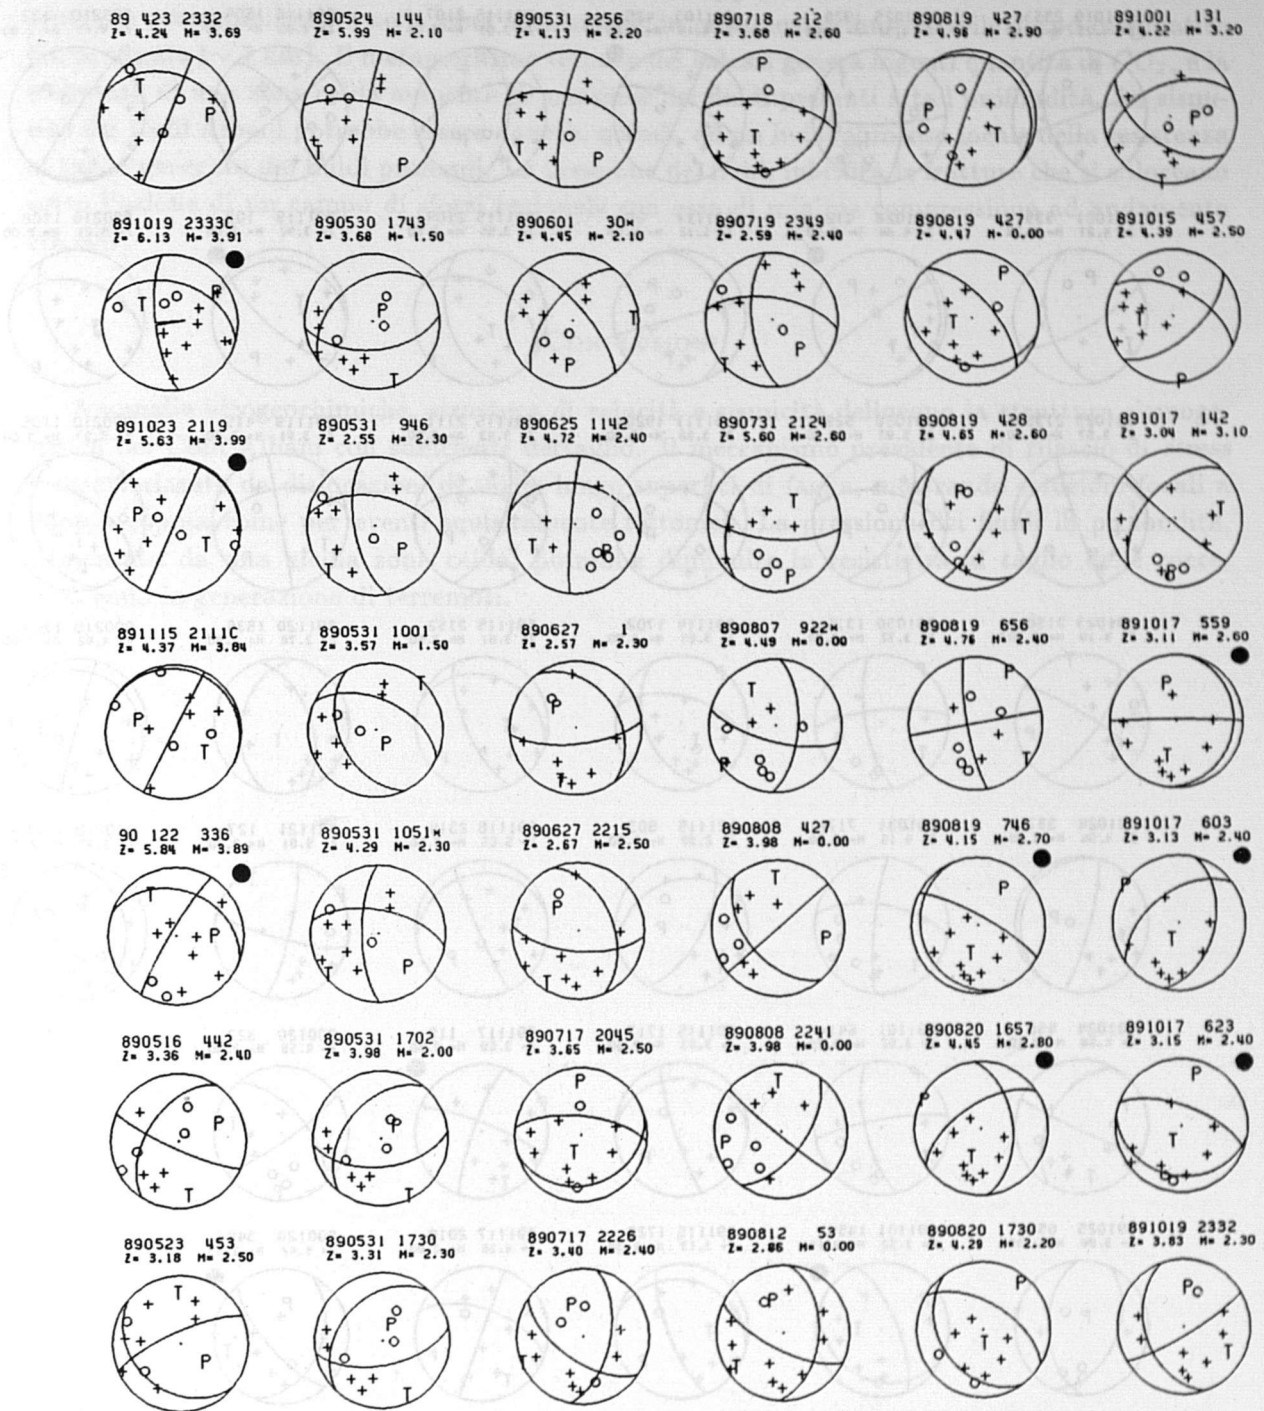 89 423 2332 890524 144 890531 2256 890718 212 890819 427 891001 131
Z= 4.24 M= 3.69 Z= 5.99 M= 2.10 Z= 4.13 M= 2.20 Z= 3.68 M= 2.60 Z= 4.98 M= 2.90 Z= 4.22 M= 3.20
T P T P T P P T P P T
891019 2333C 890530 1743 890601 30* 890719 2349 890819 427 891015 457
Z= 6.13 M= 3.91 Z= 3.68 M= 1.50 Z= 4.45 M= 2.10 Z= 2.59 M= 2.40 Z= 4.47 M= 0.00 Z= 4.39 M= 2.50
T P P T T P P T P T T P
891023 2119 890531 946 890625 1142 890731 2124 890819 428 891017 142
Z= 5.63 M= 3.99 Z= 2.55 M= 2.30 Z= 4.72 M= 2.40 Z= 5.60 M= 2.60 Z= 4.65 M= 2.60 Z= 3.04 M= 3.10
P T P T T P T P P T P
891115 2111C 890531 1001 890627 1 890807 922* 890819 656 891017 559
Z= 4.37 M= 3.84 Z= 3.57 M= 1.50 Z= 2.57 M= 2.30 Z= 4.49 M= 0.00 Z= 4.76 M= 2.40 Z= 3.11 M= 2.60
P T T P P T T P P T P T
90 122 336 890531 1051* 890627 2215 890808 427 890819 746 891017 603
Z= 5.84 M= 3.89 Z= 4.29 M= 2.30 Z= 2.67 M= 2.50 Z= 3.98 M= 0.00 Z= 4.15 M= 2.70 Z= 3.13 M= 2.40
T P T P P T T P P T P T
890516 442 890531 1702 890717 2045 890808 2241 890820 1657 891017 623
Z= 3.36 M= 2.40 Z= 3.98 M= 2.00 Z= 3.65 M= 2.50 Z= 3.98 M= 0.00 Z= 4.45 M= 2.80 Z= 3.15 M= 2.40
P T P T P T T P P T P T
890523 453 890531 1730 890717 2226 890812 53 890820 1730 891019 2332
Z= 3.18 M= 2.50 Z= 3.31 M= 2.30 Z= 3.40 M= 2.40 Z= 2.86 M= 0.00 Z= 4.29 M= 2.20 Z= 3.83 M= 2.30
T P P T P T P T P T P T